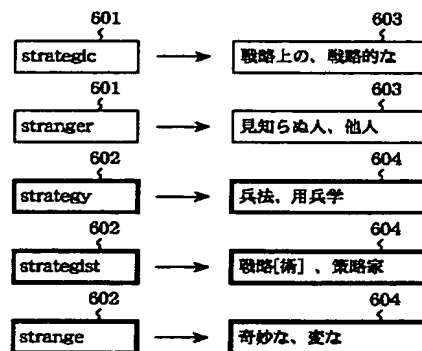 601 603
strategic 戦略上の、戦略的な
601 603
stranger 見知らぬ人、他人
602 604
strategy 兵法、用兵学
602 604
strategist 戦略[術]、策略家
602 604
strange 奇妙な、変な